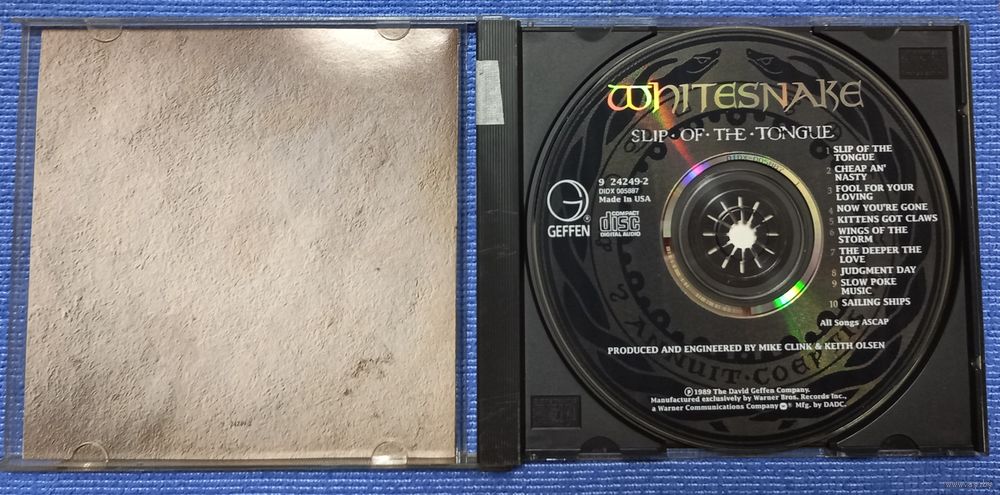 WHITESNAKE
SLIP·OF·THE·TONGUE
9 24249-2
DIDX 005887
Made In USA
GEFFEN
COMPACT
disc
DIGITAL AUDIO
1 SLIP OF THE
TONGUE
2 CHEAP AN'
NASTY
3 FOOL FOR YOUR
LOVING
4 NOW YOU'RE GONE
5 KITTENS GOT CLAWS
6 WINGS OF THE
STORM
7 THE DEEPER THE
LOVE
8 JUDGMENT DAY
9 SLOW POKE
MUSIC
10 SAILING SHIPS
All Songs ASCAP
PRODUCED AND ENGINEERED BY MIKE CLINK & KEITH OLSEN
℗ 1989 The David Geffen Company.
Manufactured exclusively by Warner Bros. Records Inc.,
a Warner Communications Company ® Mfg. by DADC.